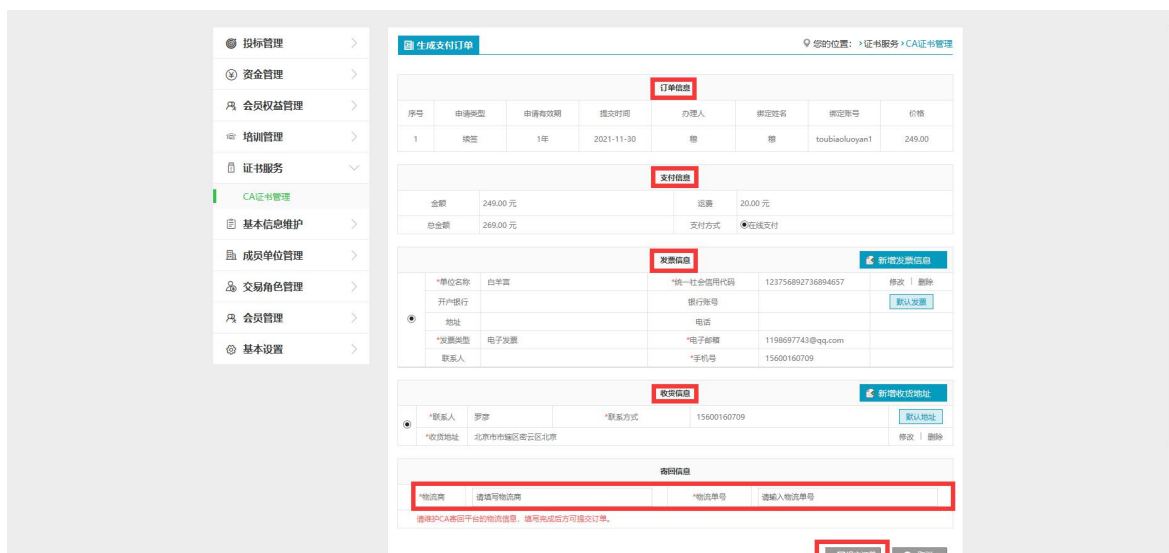 投标管理
资金管理
会员权益管理
培训管理
证书服务
CA证书管理
基本信息维护
成员单位管理
交易角色管理
会员管理
基本设置
生成支付订单 您的位置：>证书服务>CA证书管理
订单信息
序号 申请类型 申请有效期 提交时间 办理人 绑定姓名 绑定账号 价格
1 续签 1年 2021-11-30 toubiaoluoyan1 249.00
支付信息
金额 249.00 元 运费 20.00 元
总金额 269.00 元 支付方式 在线支付
发票信息 新增发票信息
*单位名称 白羊宫 *统一社会信用代码 123756892736894657 修改 | 删除
开户银行 银行账号 默认发票
地址 电话
*发票类型 电子发票 *电子邮箱 1198697743@qq.com
联系人 *手机号 15600160709
收货信息 新增收货地址
*联系人 罗彦 *联系方式 15600160709 默认地址
*收货地址 北京市市辖区密云区北京 修改 | 删除
寄回信息
*物流商 请填写物流商 *物流单号 请输入物流单号
请维护CA寄回平台的物流信息，填写完成后方可提交订单。